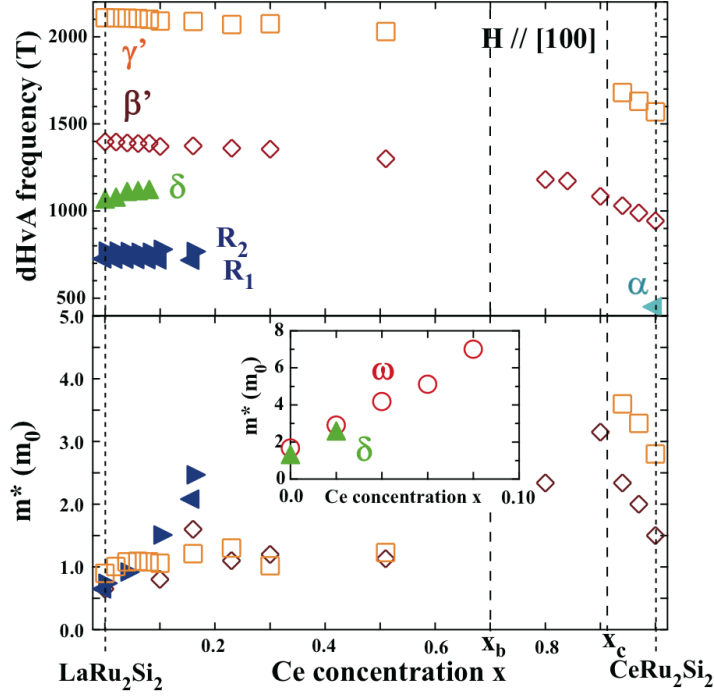 2000
1500
1000
500
dHvA frequency (T)
H // [100]
γ'
β'
δ
R2
R1
α
5.0
4.0
3.0
2.0
1.0
0.0
m* (m0)
8
6
4
2
0
m* (m0)
ω
δ
0.0
Ce concentration x
0.10
0.2
0.4
0.6
xb
0.8
xc
LaRu2Si2
Ce concentration x
CeRu2Si2